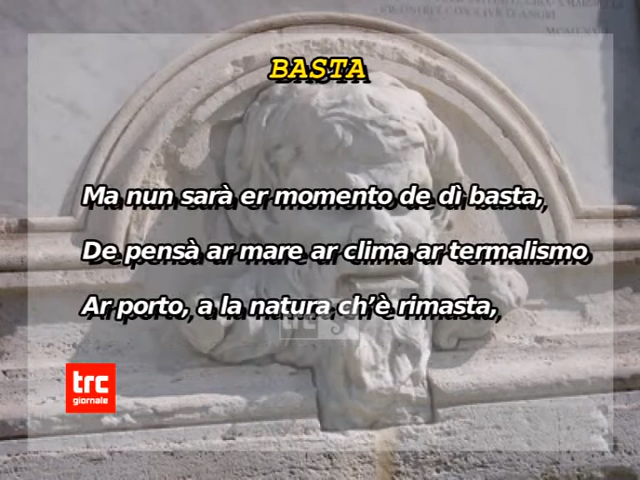 BASTA
Ma nun sarà er momento de dì basta,
De pensà ar mare ar clima ar termalismo
Ar porto, a la natura ch'è rimasta,
trc
giornale